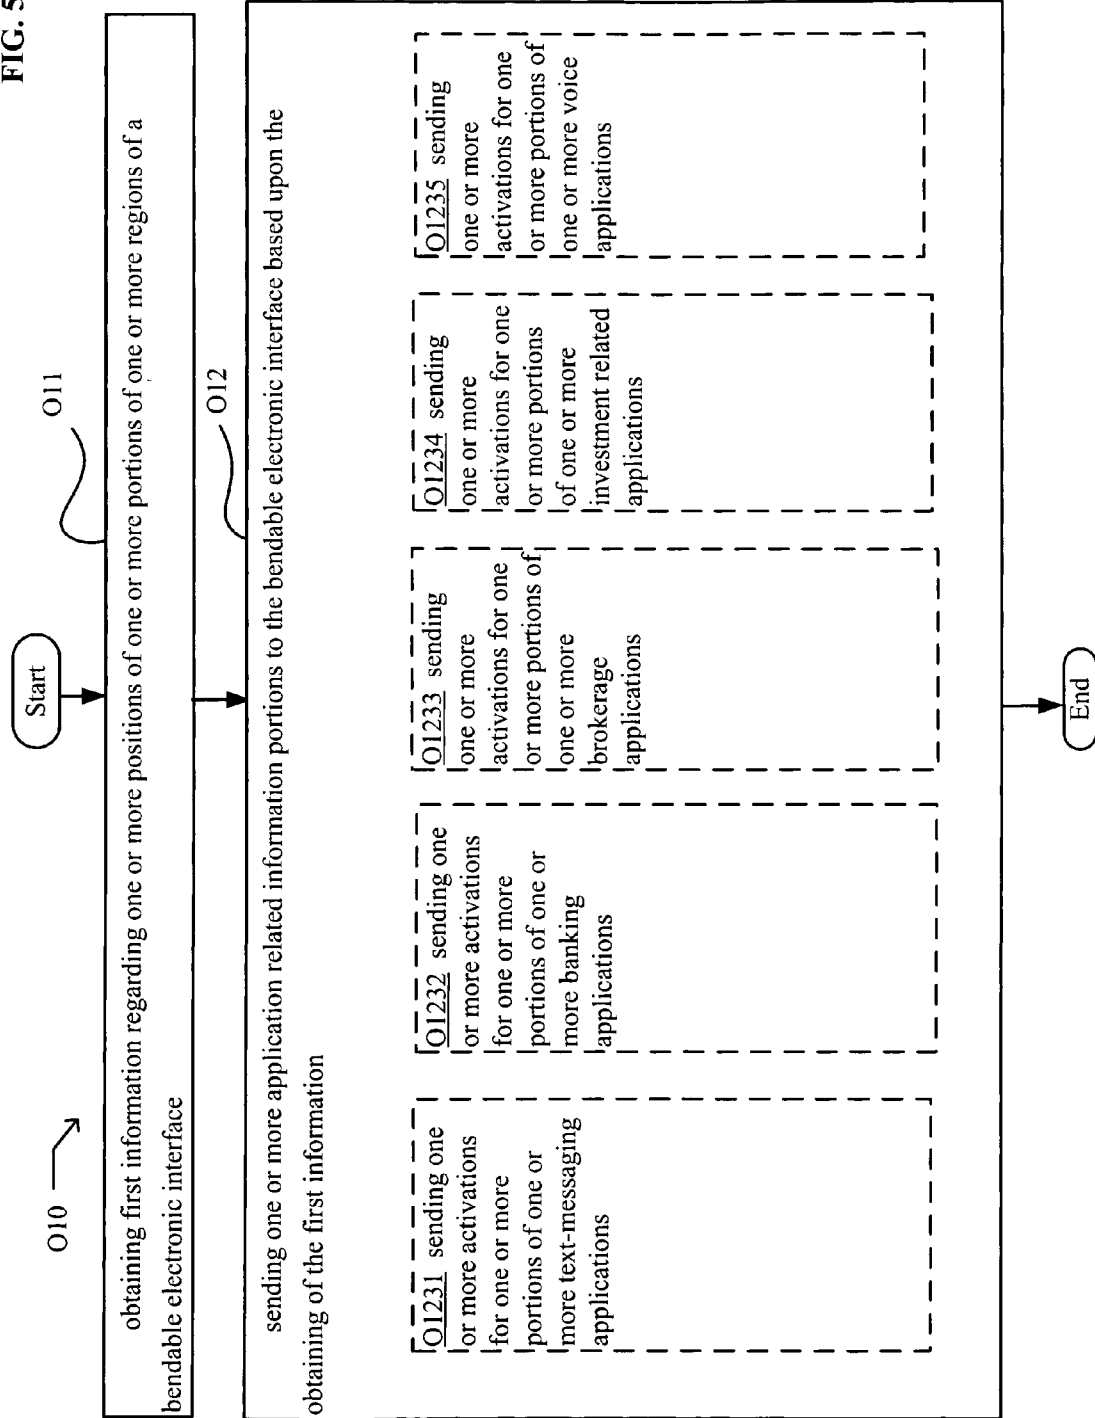 FIG. 5
O10
Start
O11
obtaining first information regarding one or more positions of one or more portions of one or more regions of a
bendable electronic interface
O12
sending one or more application related information portions to the bendable electronic interface based upon the
obtaining of the first information
O1231 sending one
or more activations
for one or more
portions of one or
more text-messaging
applications
O1232 sending one
or more activations
for one or more
portions of one or
more banking
applications
O1233 sending
one or more
activations for one
or more portions of
one or more
brokerage
applications
O1234 sending
one or more
activations for one
or more portions
of one or more
investment related
applications
O1235 sending
one or more
activations for one
or more portions of
one or more voice
applications
End